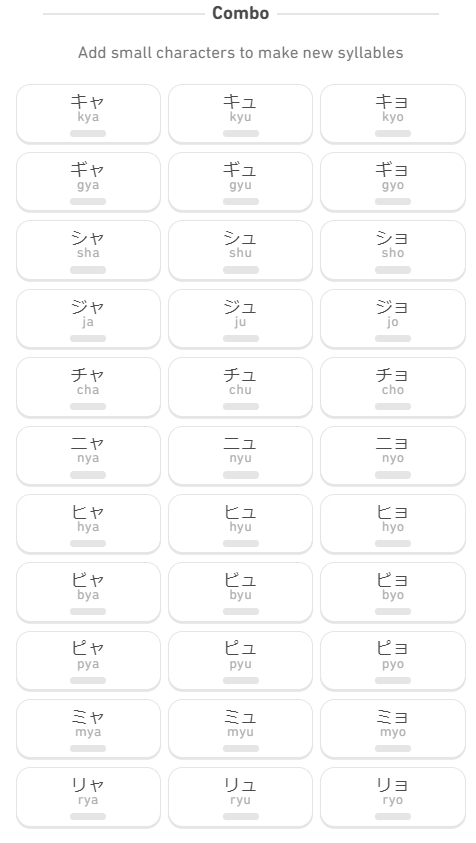 Combo
Add small characters to make new syllables
キャ キュ キョ
kya kyu kyo
ギャ ギュ ギョ
gya gyu gyo
シャ シュ ショ
sha shu sho
ジャ ジュ ジョ
ja ju jo
チャ チュ チョ
cha chu cho
ニャ ニュ ニョ
nya nyu nyo
ヒャ ヒュ ヒョ
hya hyu hyo
ビャ ビュ ビョ
bya byu byo
ピャ ピュ ピョ
pya pyu pyo
ミャ ミュ ミョ
mya myu myo
リャ リュ リョ
rya ryu ryo